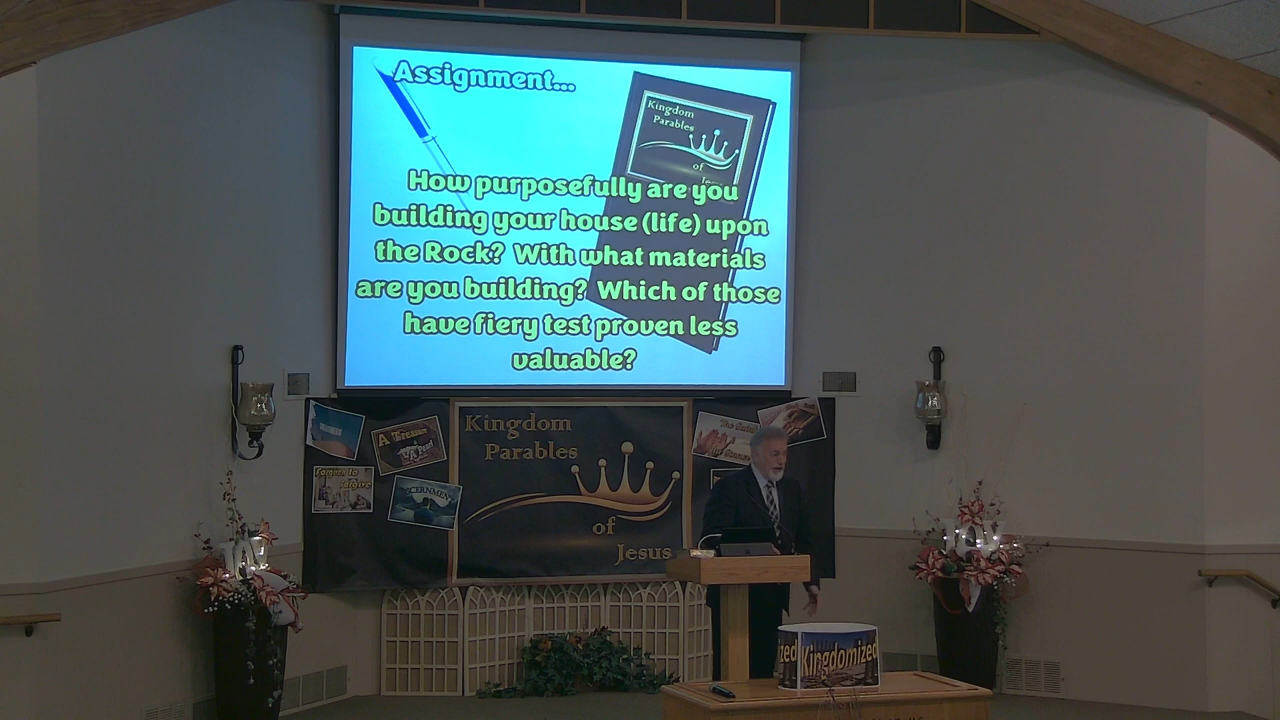 Assignment...
Kingdom
Parables
of
How purposefully are you
building your house (life) upon
the Rock? With what materials
are you building? Which of those
have fiery test proven less
valuable?
Kingdom
Parables
of
Jesus
A Treasure
Forgive
Kingdomized